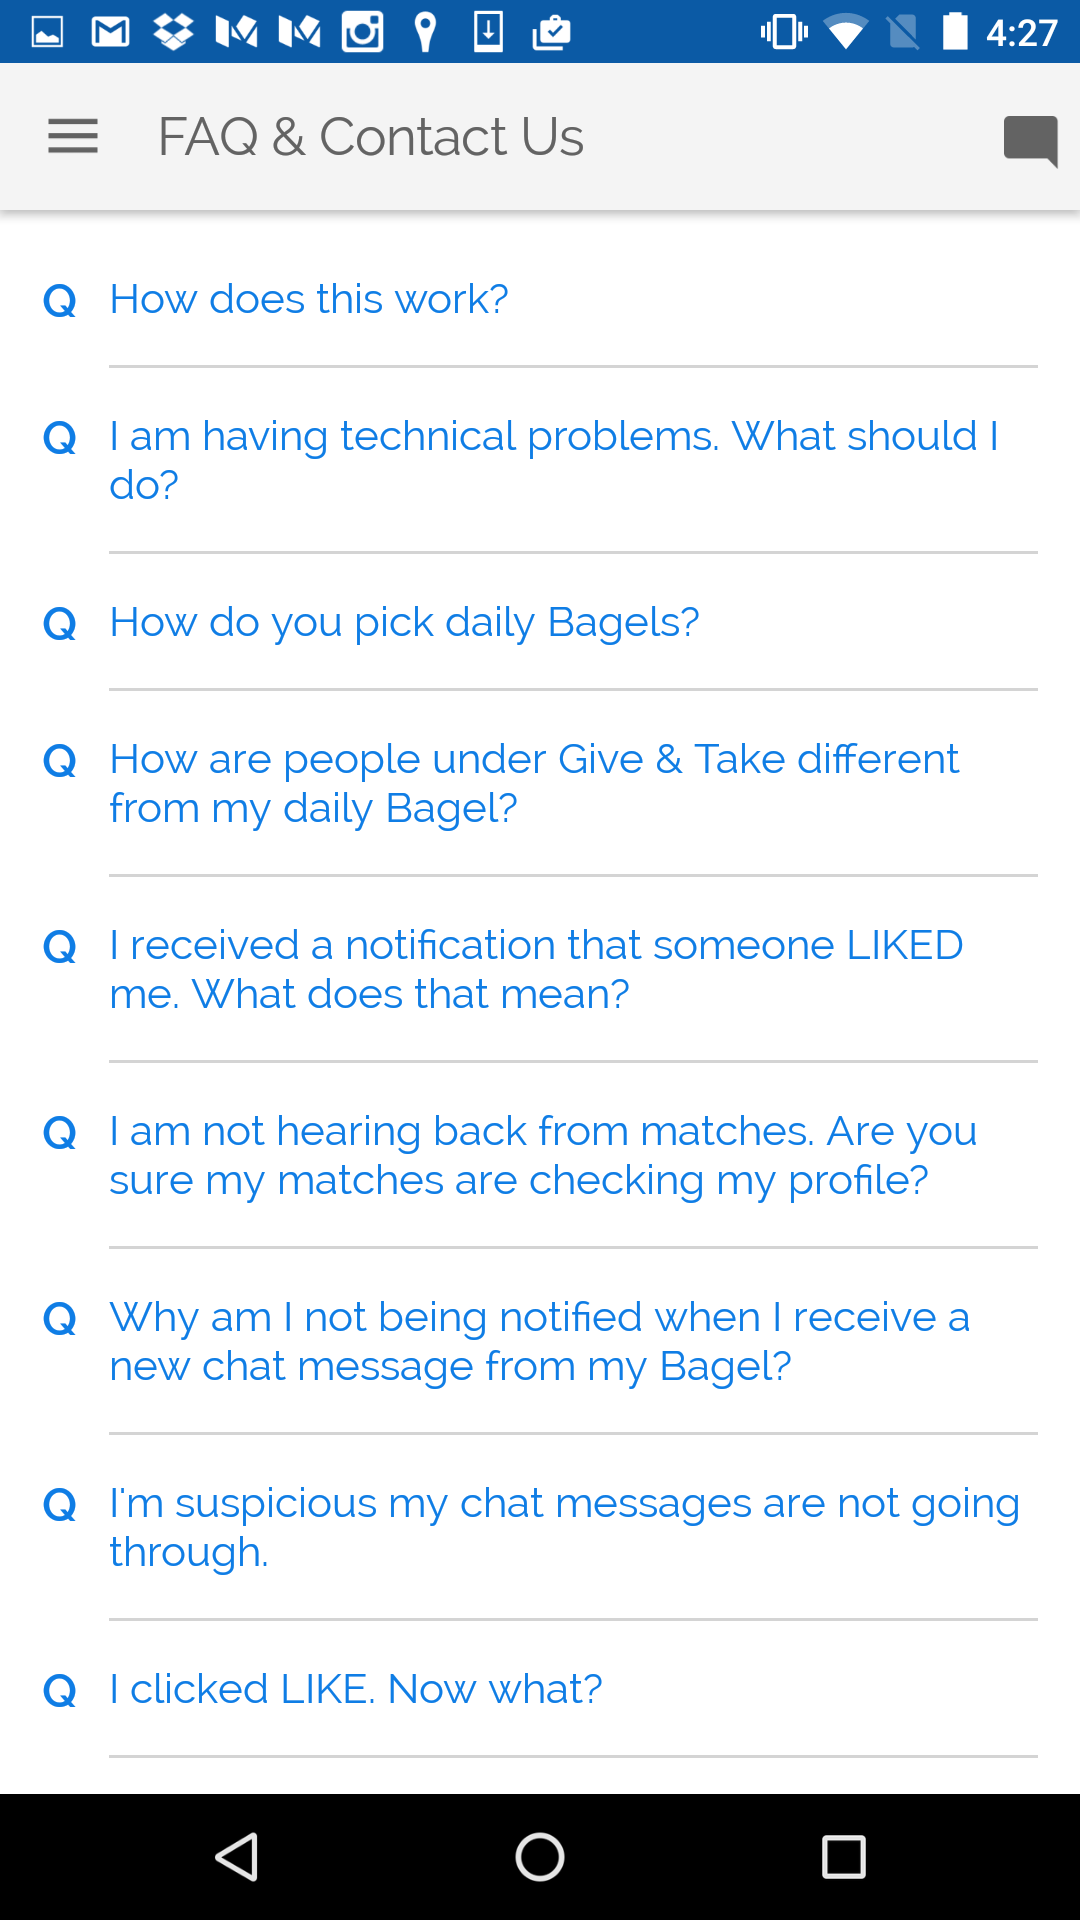 4:27
FAQ & Contact Us
Q How does this work?
Q I am having technical problems. What should I
do?
Q How do you pick daily Bagels?
Q How are people under Give & Take different
from my daily Bagel?
Q I received a notification that someone LIKED
me. What does that mean?
Q I am not hearing back from matches. Are you
sure my matches are checking my profile?
Q Why am I not being notified when I receive a
new chat message from my Bagel?
Q I'm suspicious my chat messages are not going
through.
Q I clicked LIKE. Now what?